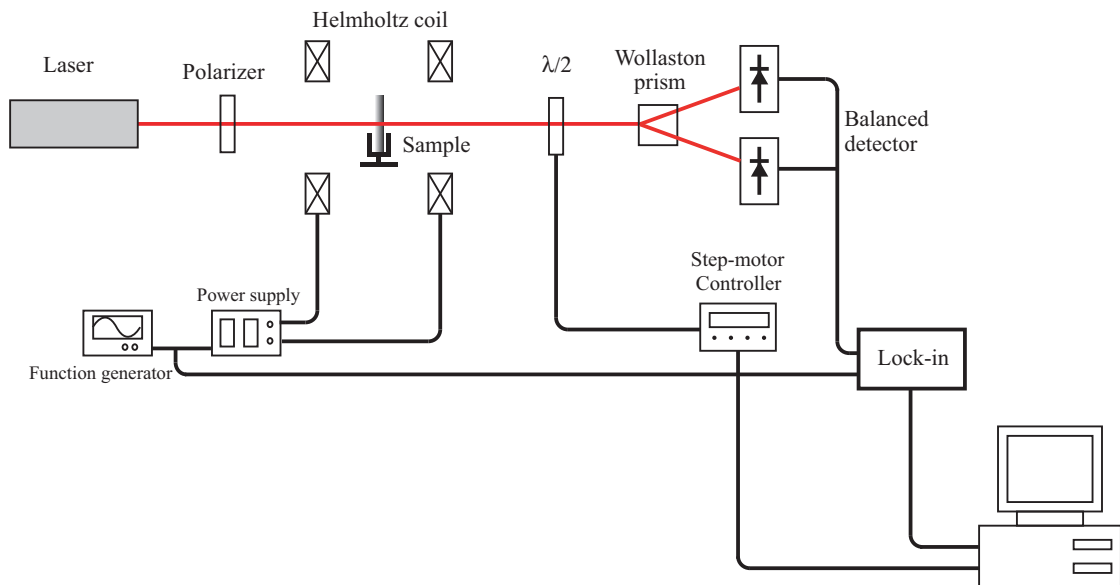 Helmholtz coil
Laser
Polarizer
λ/2
Wollaston
prism
Sample
Balanced
detector
Step-motor
Controller
Power supply
Function generator
Lock-in